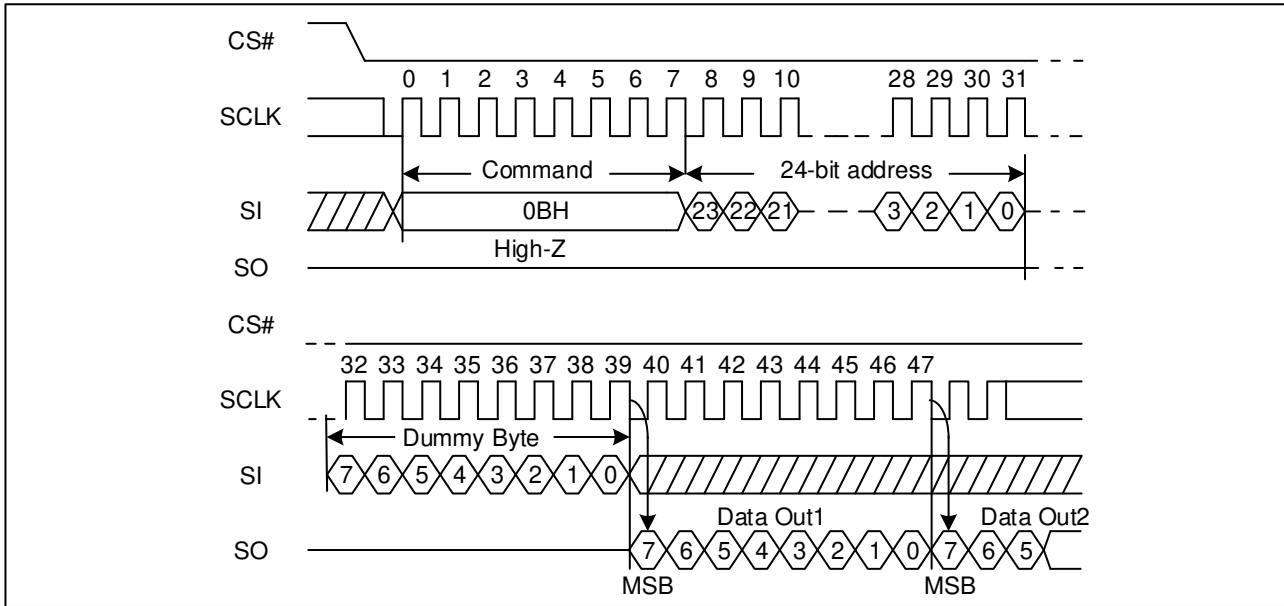 CS#
0 1 2 3 4 5 6 7 8 9 10 28 29 30 31
SCLK
Command 24-bit address
SI 0BH 23 22 21 3 2 1 0
High-Z
SO
CS#
32 33 34 35 36 37 38 39 40 41 42 43 44 45 46 47
SCLK
Dummy Byte
SI 7 6 5 4 3 2 1 0
Data Out1 Data Out2
SO 7 6 5 4 3 2 1 0 7 6 5
MSB MSB